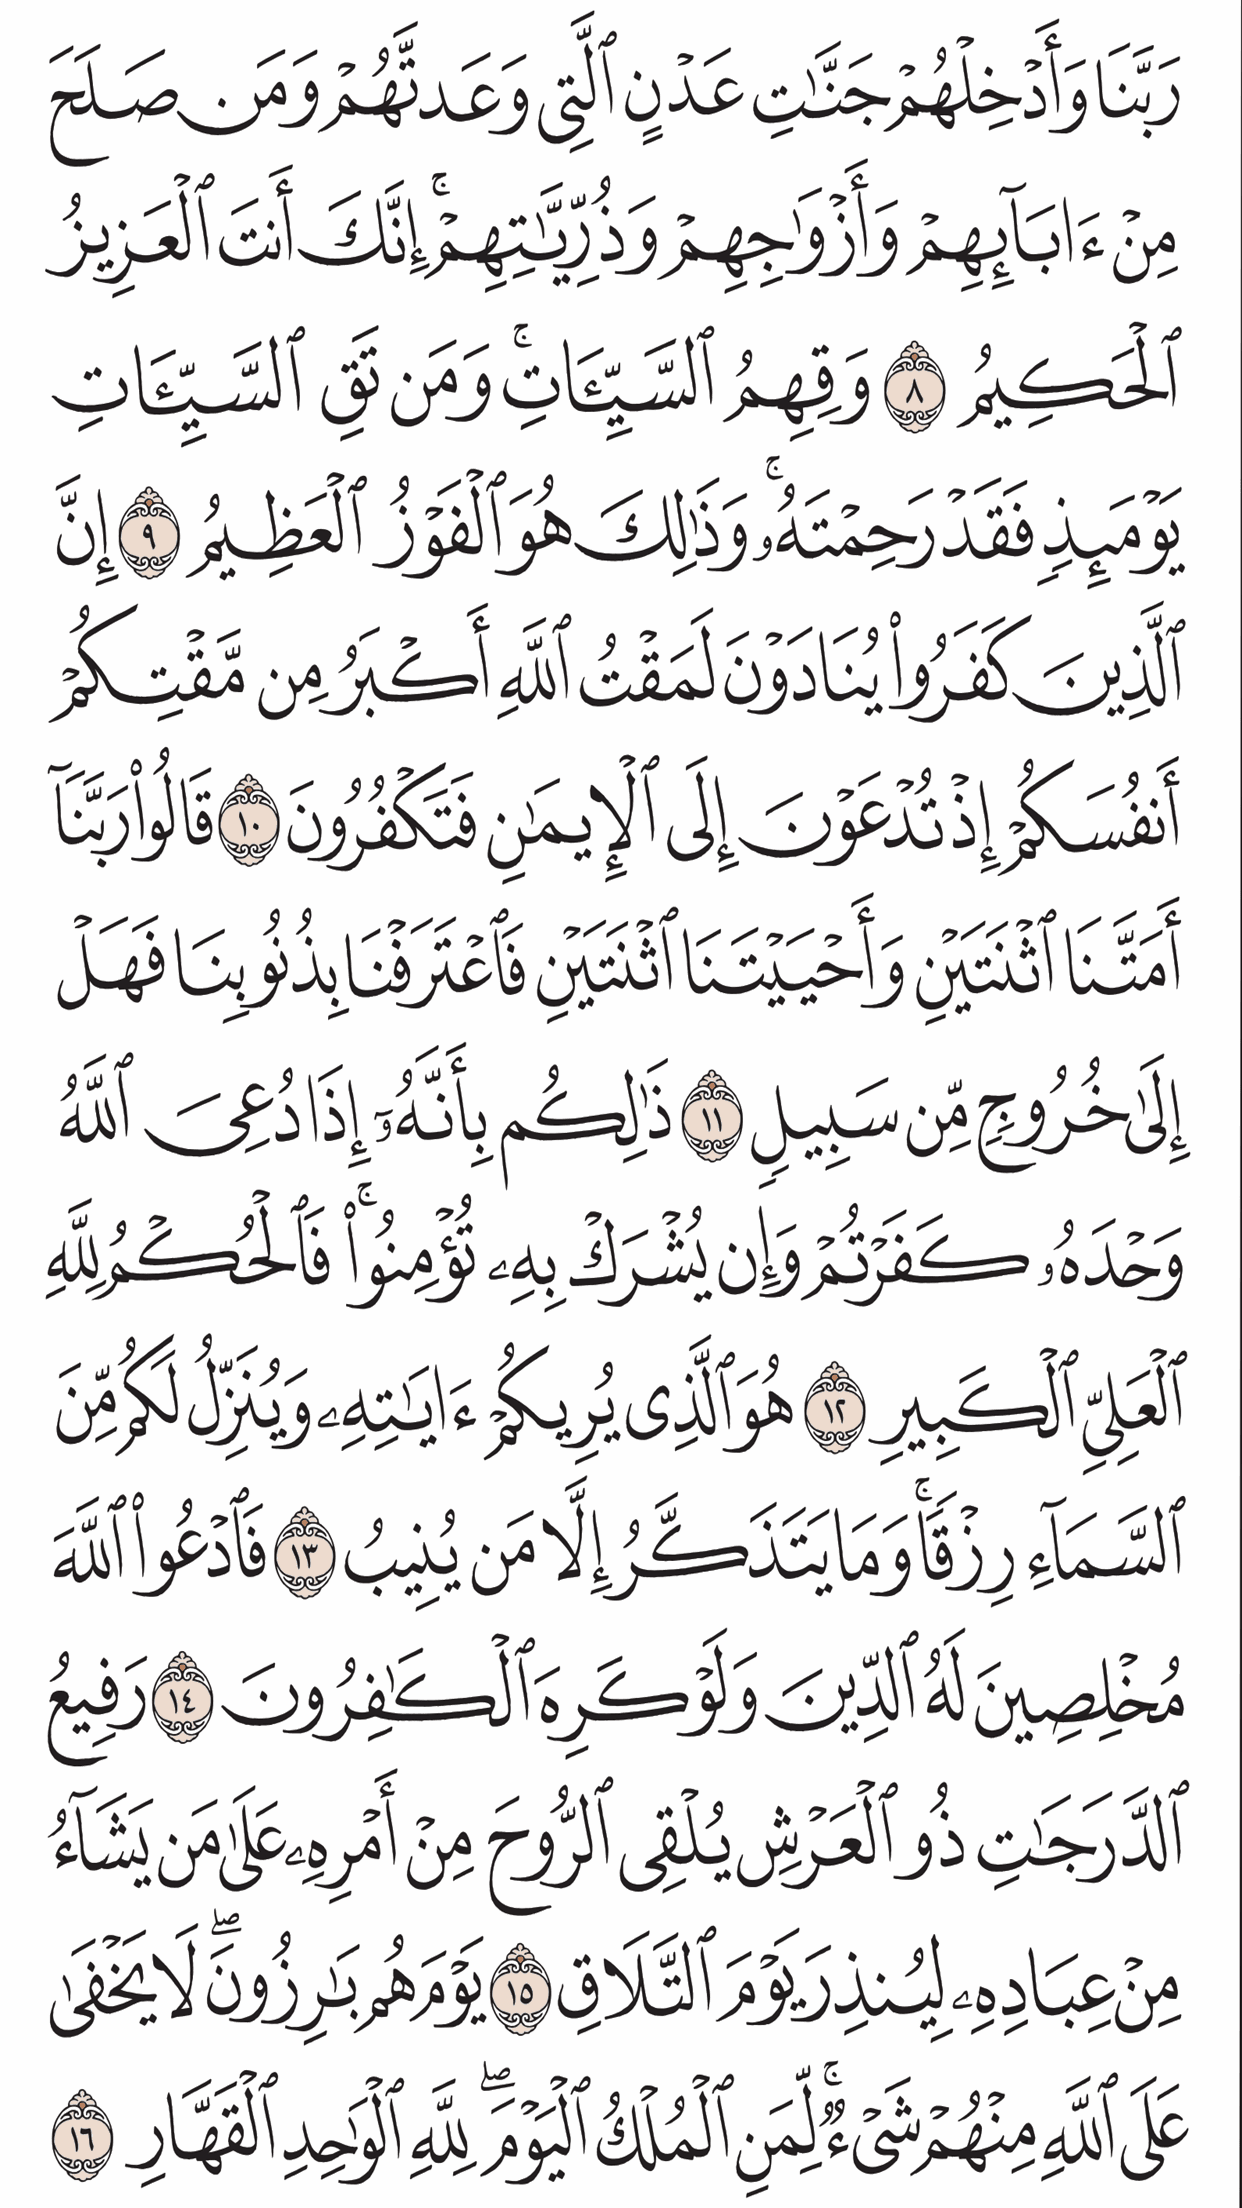 رَبَّنَا وَأَدۡخِلۡهُمۡ جَنَّٰتِ عَدۡنٍ ٱلَّتِي وَعَدتَّهُمۡ وَمَن صَلَحَ
مِنۡ ءَابَآئِهِمۡ وَأَزۡوَٰجِهِمۡ وَذُرِّيَّٰتِهِمۡۚ إِنَّكَ أَنتَ ٱلۡعَزِيزُ
ٱلۡحَكِيمُ ٨ وَقِهِمُ ٱلسَّيِّـَٔاتِۚ وَمَن تَقِ ٱلسَّيِّـَٔاتِ
يَوۡمَئِذٖ فَقَدۡ رَحِمۡتَهُۥۚ وَذَٰلِكَ هُوَ ٱلۡفَوۡزُ ٱلۡعَظِيمُ ٩ إِنَّ
ٱلَّذِينَ كَفَرُواْ يُنَادَوۡنَ لَمَقۡتُ ٱللَّهِ أَكۡبَرُ مِن مَّقۡتِكُمۡ
أَنفُسَكُمۡ إِذۡ تُدۡعَوۡنَ إِلَى ٱلۡإِيمَٰنِ فَتَكۡفُرُونَ ١٠ قَالُواْ رَبَّنَآ
أَمَتَّنَا ٱثۡنَتَيۡنِ وَأَحۡيَيۡتَنَا ٱثۡنَتَيۡنِ فَٱعۡتَرَفۡنَا بِذُنُوبِنَا فَهَلۡ
إِلَىٰ خُرُوجٖ مِّن سَبِيلٖ ١١ ذَٰلِكُم بِأَنَّهُۥٓ إِذَا دُعِيَ ٱللَّهُ
وَحۡدَهُۥ كَفَرۡتُمۡ وَإِن يُشۡرَكۡ بِهِۦ تُؤۡمِنُواْۚ فَٱلۡحُكۡمُ لِلَّهِ
ٱلۡعَلِيِّ ٱلۡكَبِيرِ ١٢ هُوَ ٱلَّذِي يُرِيكُمۡ ءَايَٰتِهِۦ وَيُنَزِّلُ لَكُم مِّنَ
ٱلسَّمَآءِ رِزۡقٗاۚ وَمَا يَتَذَكَّرُ إِلَّا مَن يُنِيبُ ١٣ فَٱدۡعُواْ ٱللَّهَ
مُخۡلِصِينَ لَهُ ٱلدِّينَ وَلَوۡ كَرِهَ ٱلۡكَٰفِرُونَ ١٤ رَفِيعُ
ٱلدَّرَجَٰتِ ذُو ٱلۡعَرۡشِ يُلۡقِي ٱلرُّوحَ مِنۡ أَمۡرِهِۦ عَلَىٰ مَن يَشَآءُ
مِنۡ عِبَادِهِۦ لِيُنذِرَ يَوۡمَ ٱلتَّلَاقِ ١٥ يَوۡمَ هُم بَٰرِزُونَۖ لَا يَخۡفَىٰ
عَلَى ٱللَّهِ مِنۡهُمۡ شَيۡءٞۚ لِّمَنِ ٱلۡمُلۡكُ ٱلۡيَوۡمَۖ لِلَّهِ ٱلۡوَٰحِدِ ٱلۡقَهَّارِ ١٦